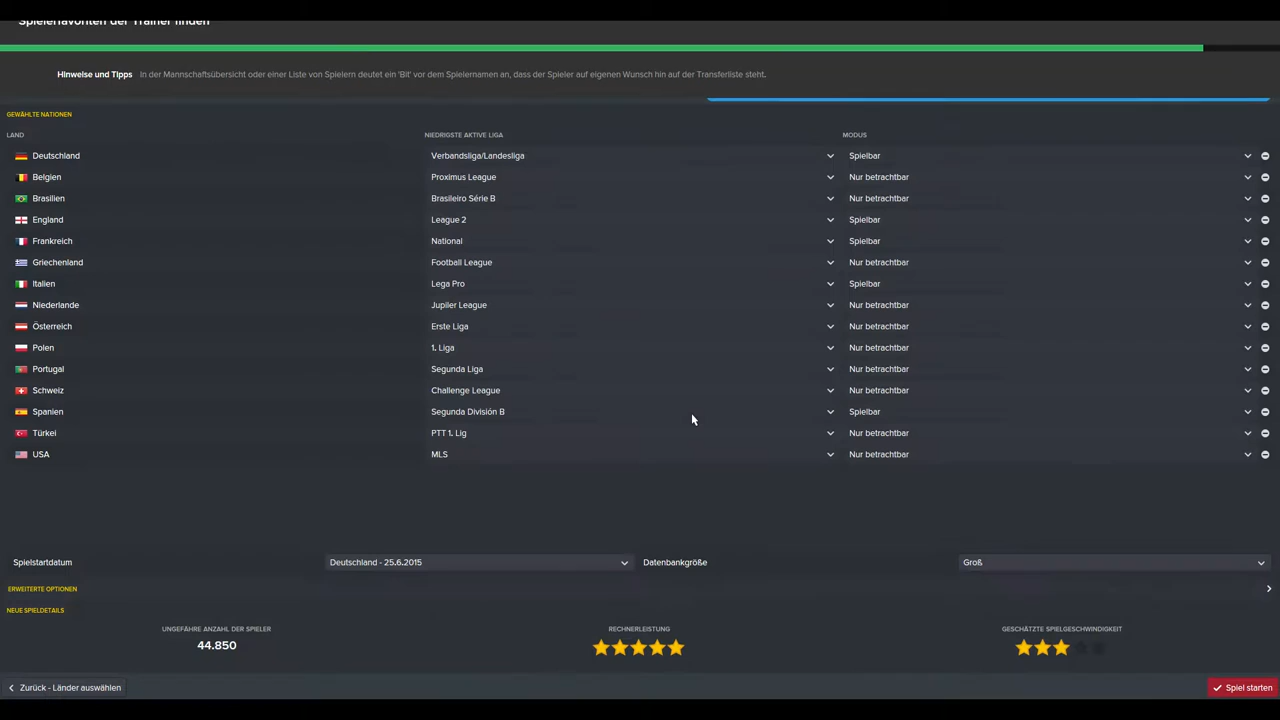 Spielerfavoriten der Trainer finden
Hinweise und Tipps In der Mannschaftsübersicht oder einer Liste von Spielern deutet ein 'Bit' vor dem Spielernamen an, dass der Spieler auf eigenen Wunsch hin auf der Transferliste steht.
GEWÄHLTE NATIONEN
LAND NIEDRIGSTE AKTIVE LIGA MODUS
Deutschland Verbandsliga/Landesliga Spielbar
Belgien Proximus League Nur betrachtbar
Brasilien Brasileiro Série B Nur betrachtbar
England League 2 Spielbar
Frankreich National Spielbar
Griechenland Football League Nur betrachtbar
Italien Lega Pro Spielbar
Niederlande Jupiler League Nur betrachtbar
Österreich Erste Liga Nur betrachtbar
Polen 1. Liga Nur betrachtbar
Portugal Segunda Liga Nur betrachtbar
Schweiz Challenge League Nur betrachtbar
Spanien Segunda División B Spielbar
Türkei PTT 1. Lig Nur betrachtbar
USA MLS Nur betrachtbar
Spielstartdatum Deutschland - 25.6.2015 Datenbankgröße Groß
ERWEITERTE OPTIONEN
NEUE SPIELDETAILS
UNGEFÄHRE ANZAHL DER SPIELER RECHNERLEISTUNG GESCHÄTZTE SPIELGESCHWINDIGKEIT
44.850
Zurück - Länder auswählen Spiel starten